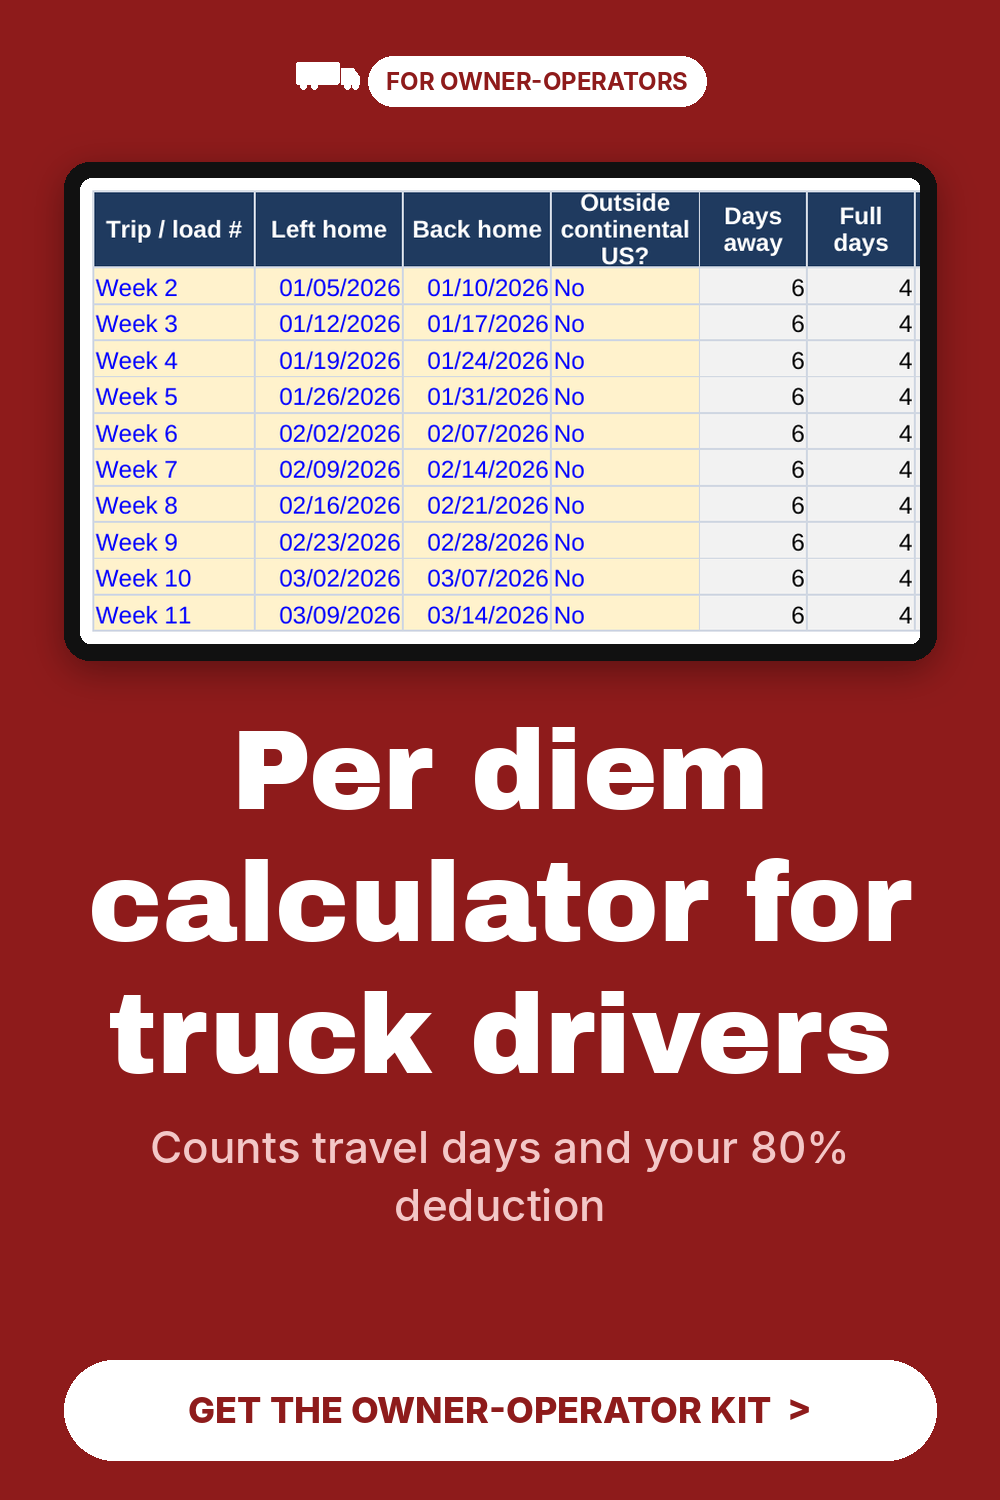 FOR OWNER-OPERATORS
Trip / load # Left home Back home Outside continental US? Days away Full days
Week 2 01/05/2026 01/10/2026 No 6 4
Week 3 01/12/2026 01/17/2026 No 6 4
Week 4 01/19/2026 01/24/2026 No 6 4
Week 5 01/26/2026 01/31/2026 No 6 4
Week 6 02/02/2026 02/07/2026 No 6 4
Week 7 02/09/2026 02/14/2026 No 6 4
Week 8 02/16/2026 02/21/2026 No 6 4
Week 9 02/23/2026 02/28/2026 No 6 4
Week 10 03/02/2026 03/07/2026 No 6 4
Week 11 03/09/2026 03/14/2026 No 6 4
Per diem
calculator for
truck drivers
Counts travel days and your 80%
deduction
GET THE OWNER-OPERATOR KIT >